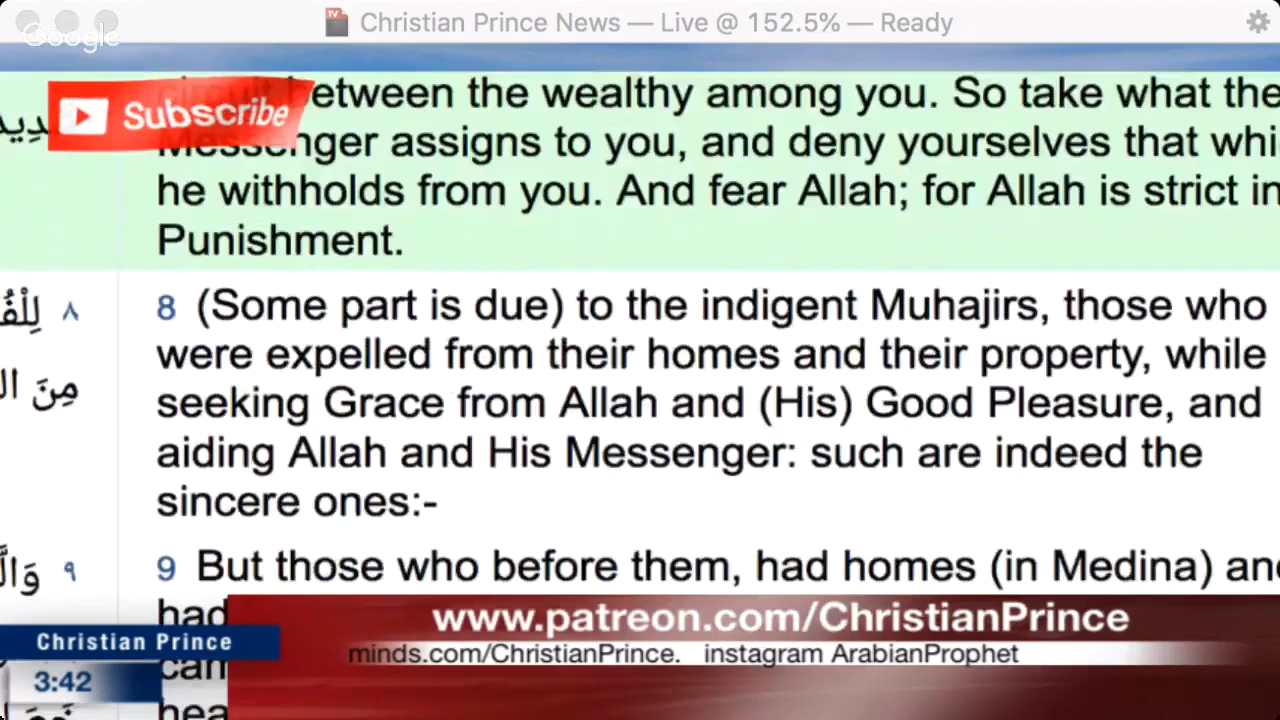 Christian Prince News — Live @ 152.5% — Ready
Google
between the wealthy among you. So take what the
Subscribe
Messenger assigns to you, and deny yourselves that whi
he withholds from you. And fear Allah; for Allah is strict in
Punishment.
8 (Some part is due) to the indigent Muhajirs, those who
٨
were expelled from their homes and their property, while
مِنَ
seeking Grace from Allah and (His) Good Pleasure, and
aiding Allah and His Messenger: such are indeed the
sincere ones:-
9 But those who before them, had homes (in Medina) and
٩
had
www.patreon.com/ChristianPrince
Christian Prince
minds.com/ChristianPrince. instagram ArabianProphet
3:42